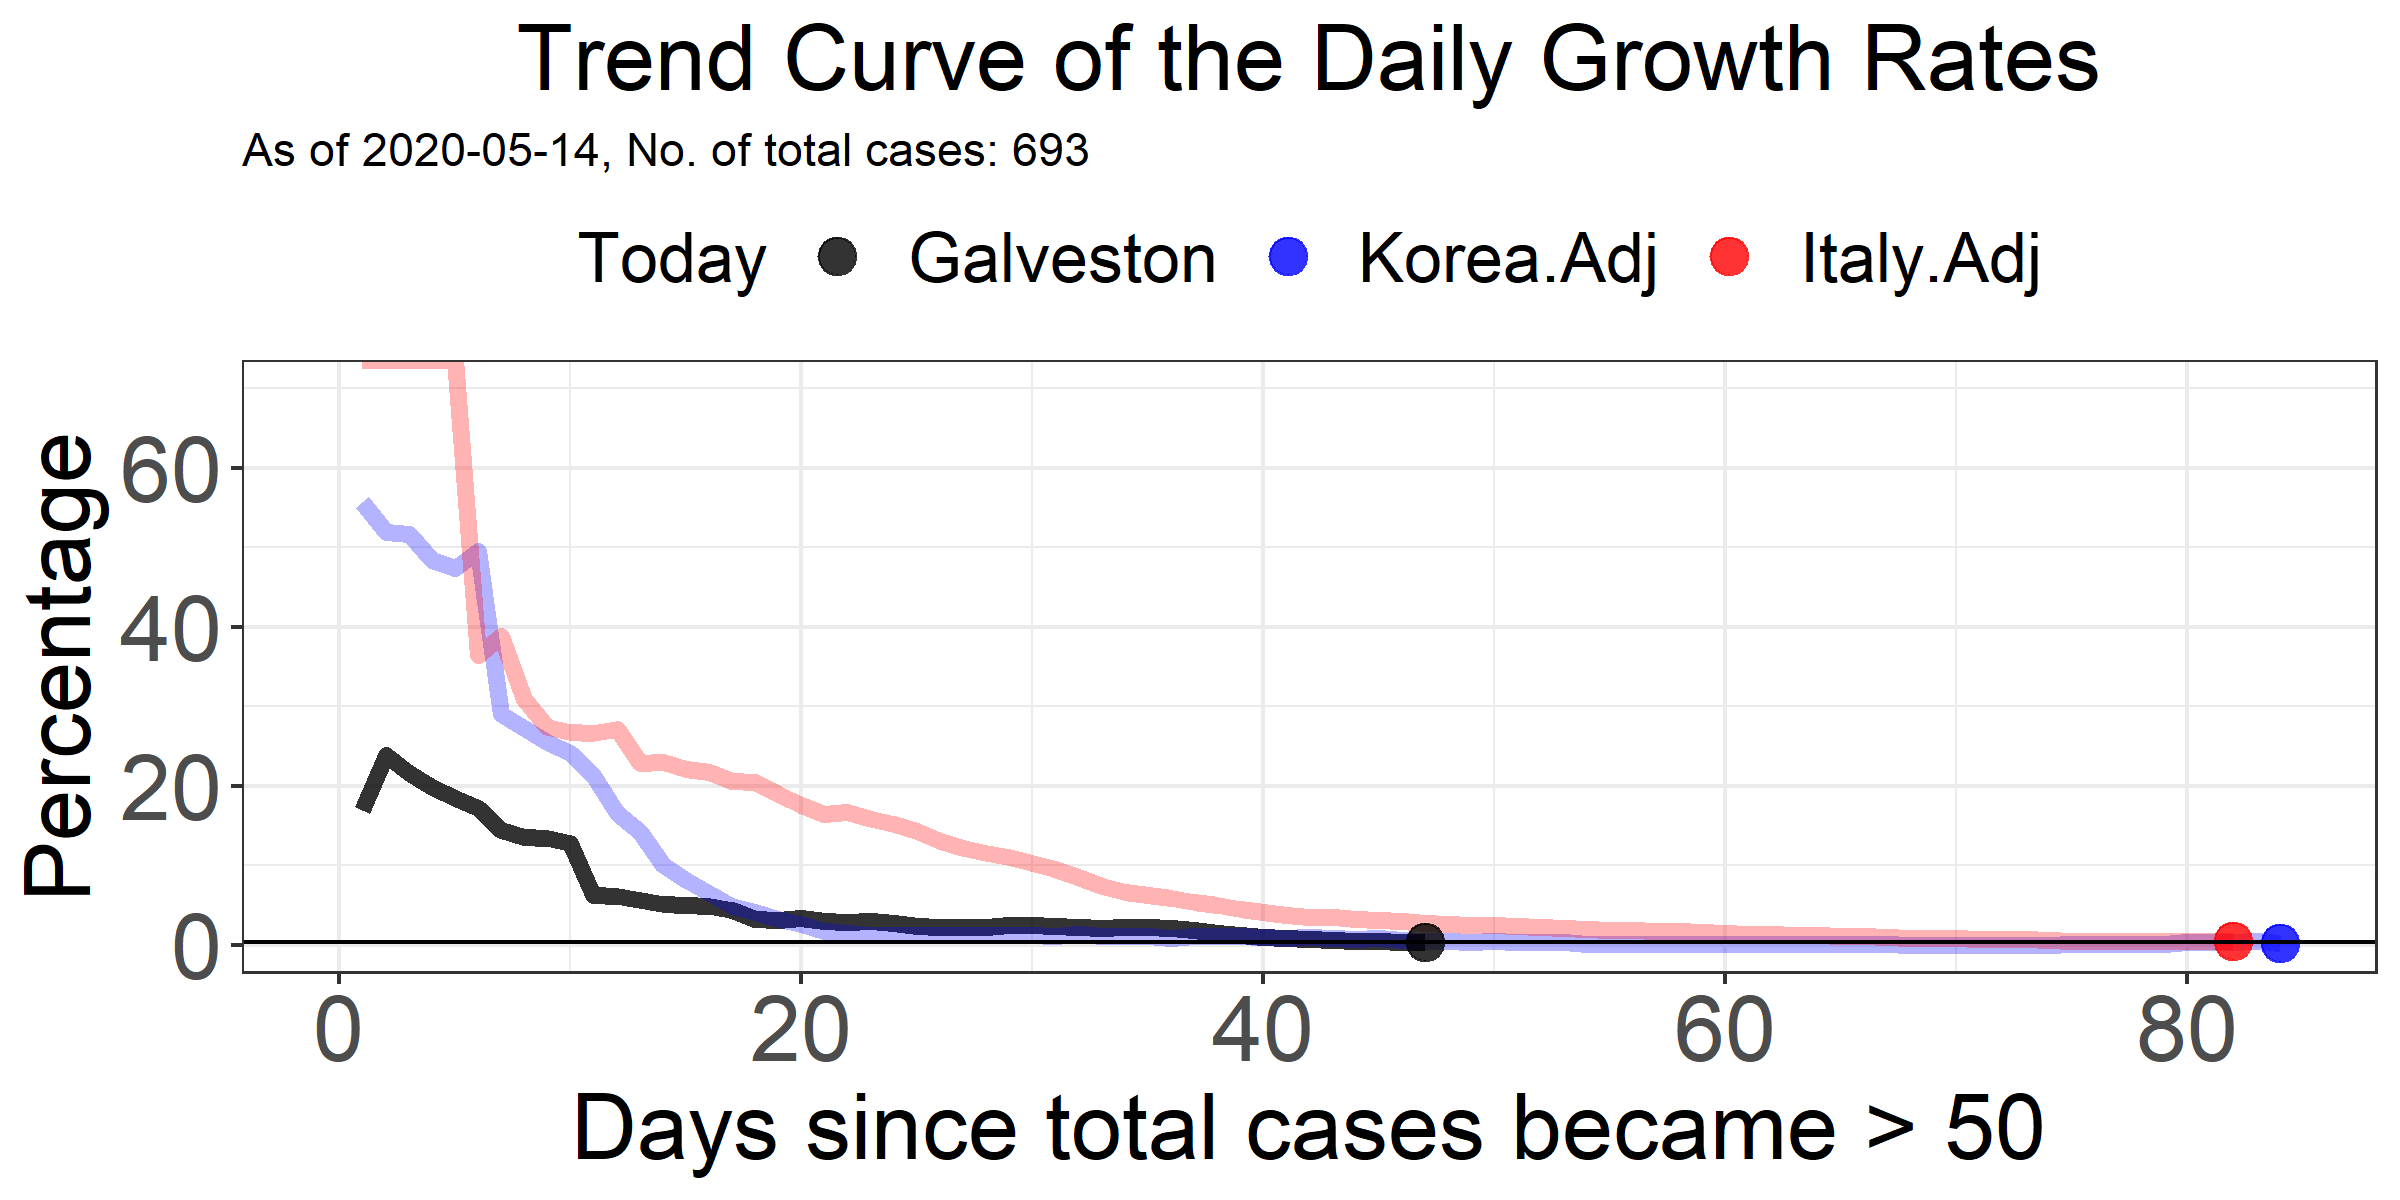 Trend Curve of the Daily Growth Rates
As of 2020-05-14, No. of total cases: 693
Today Galveston Korea.Adj Italy.Adj
Percentage
60
40
20
0
0 20 40 60 80
Days since total cases became > 50